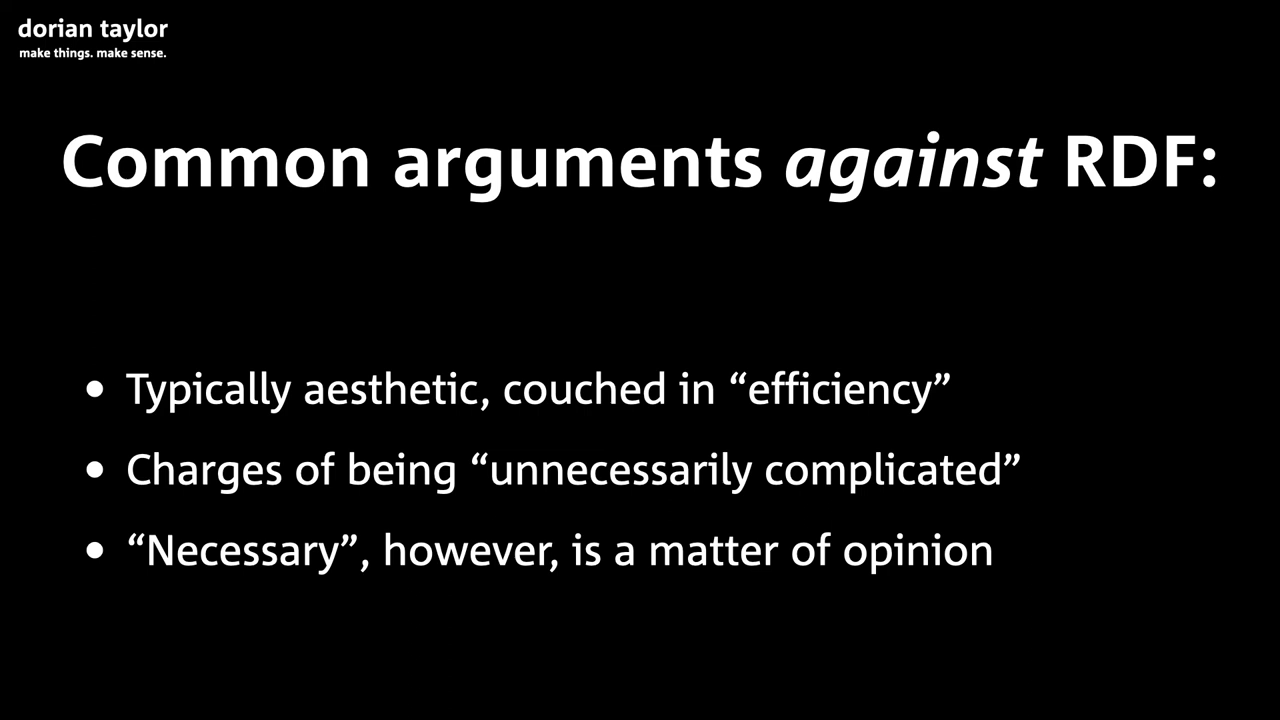 dorian taylor
make things. make sense.
Common arguments against RDF:
• Typically aesthetic, couched in “efficiency”
• Charges of being “unnecessarily complicated”
• “Necessary”, however, is a matter of opinion